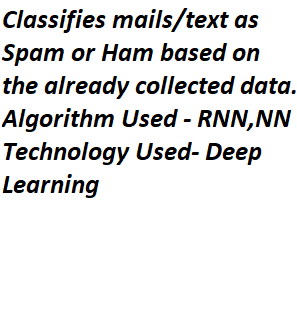 Classifies mails/text as
Spam or Ham based on
the already collected data.
Algorithm Used - RNN,NN
Technology Used- Deep
Learning